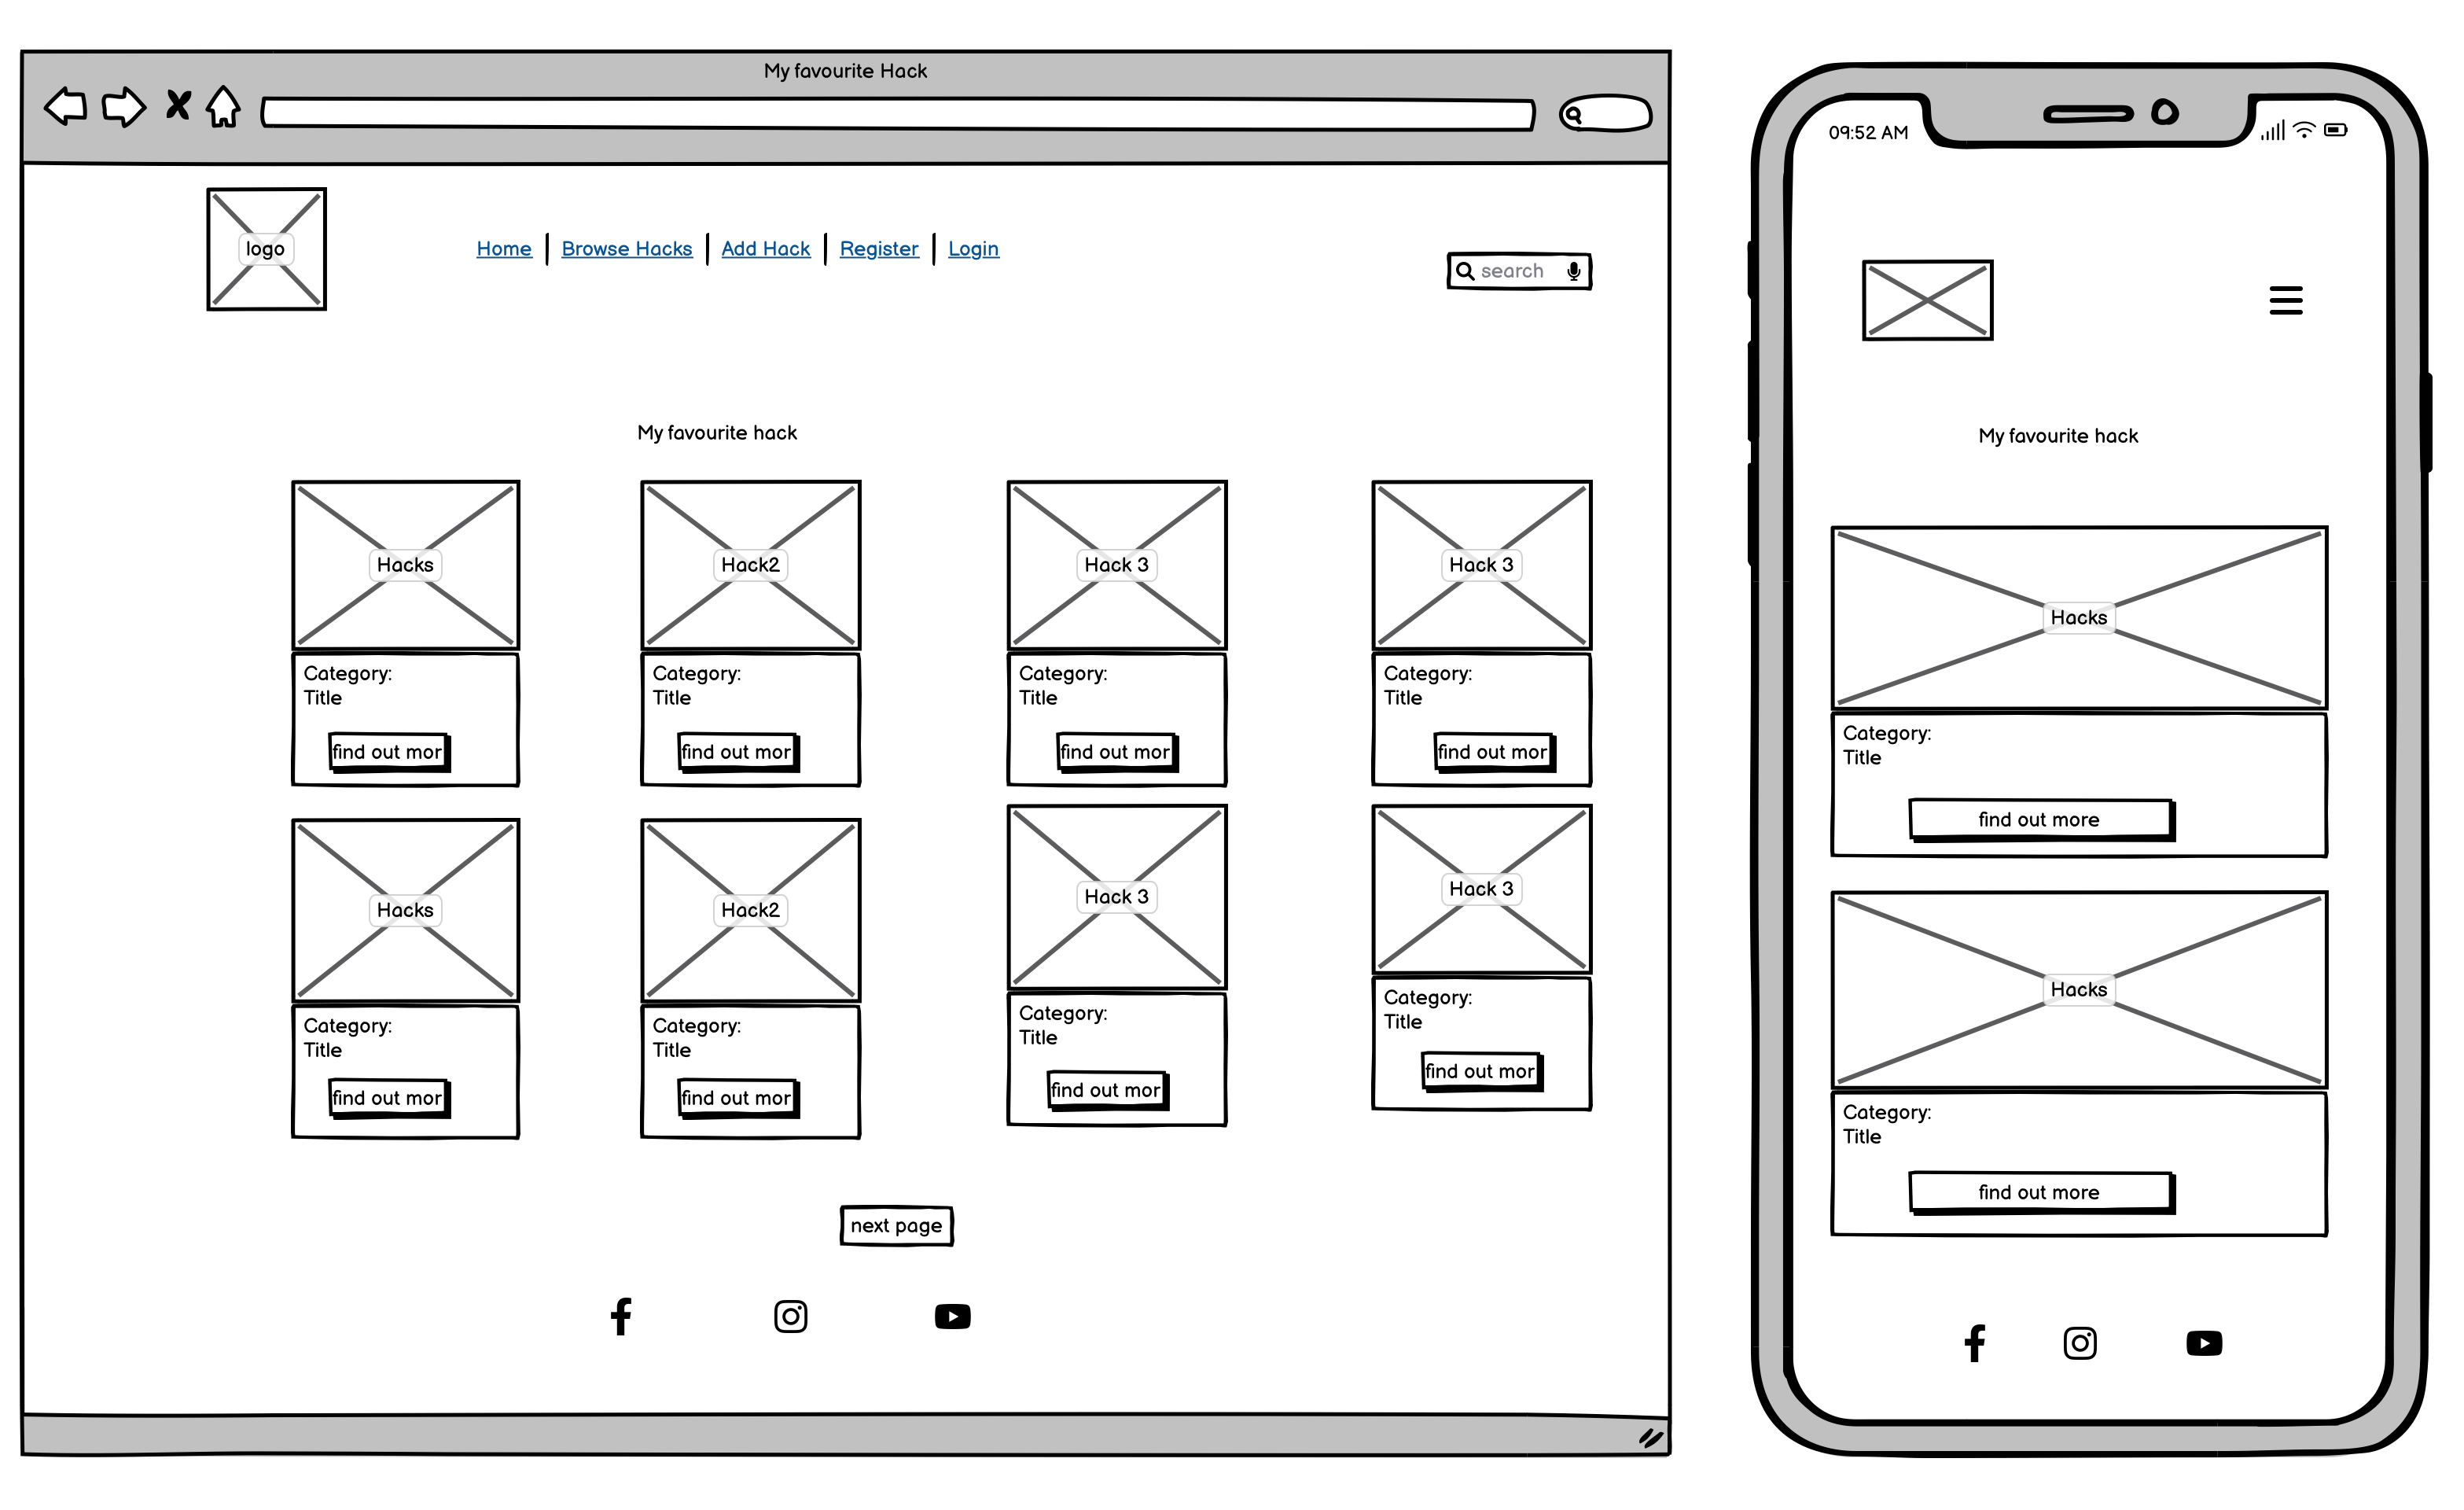 My favourite Hack
logo
Home | Browse Hacks | Add Hack | Register | Login
search
My favourite hack
Hacks
Hack2
Hack 3
Hack 3
Category:
Title
find out mor
Category:
Title
find out mor
Category:
Title
find out mor
Category:
Title
find out mor
Hacks
Hack2
Hack 3
Hack 3
Category:
Title
find out mor
Category:
Title
find out mor
Category:
Title
find out mor
Category:
Title
find out mor
next page
09:52 AM
My favourite hack
Hacks
Category:
Title
find out more
Hacks
Category:
Title
find out more